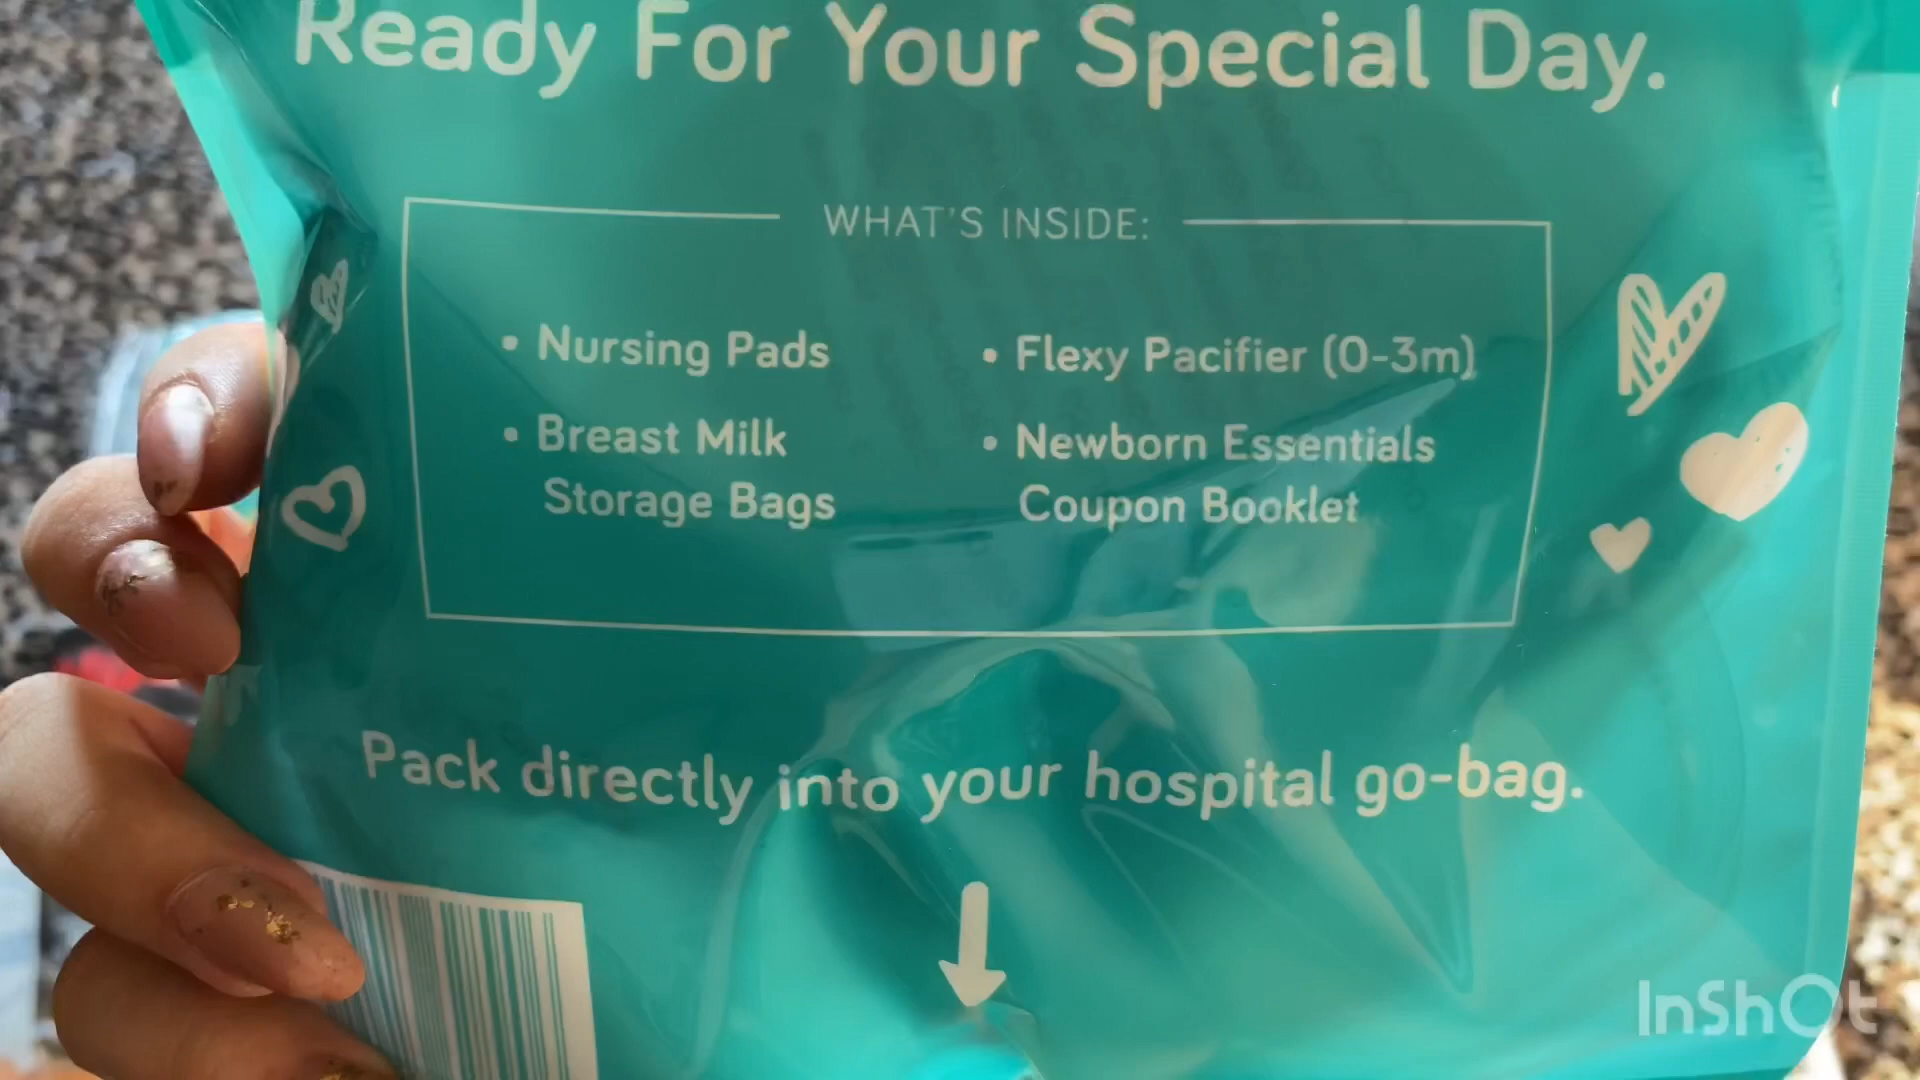 Ready For Your Special Day.
WHAT'S INSIDE:
• Nursing Pads
• Breast Milk
Storage Bags
• Flexy Pacifier (0-3m)
• Newborn Essentials
Coupon Booklet
Pack directly into your hospital go-bag.
InShOt